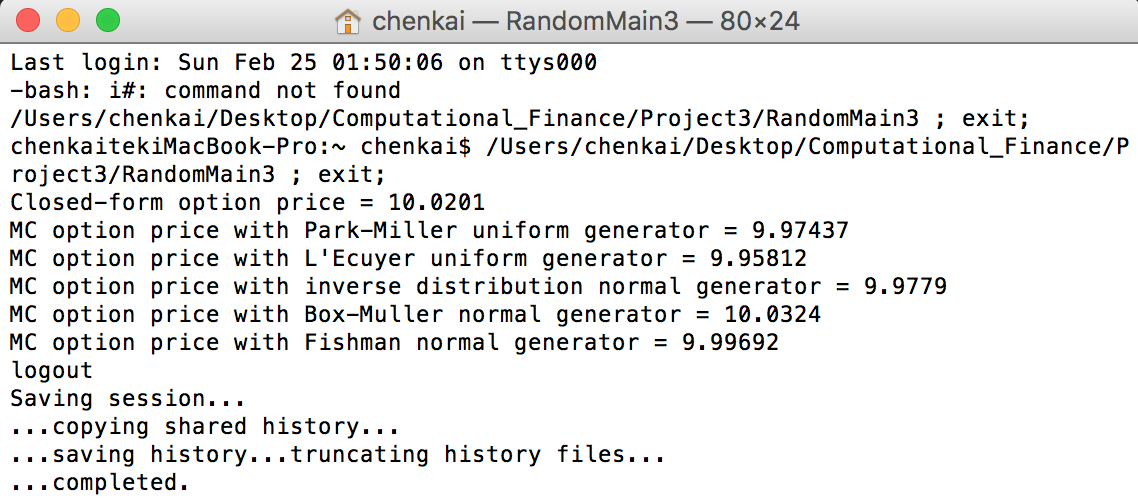 chenkai — RandomMain3 — 80×24
Last login: Sun Feb 25 01:50:06 on ttys000
-bash: i#: command not found
/Users/chenkai/Desktop/Computational_Finance/Project3/RandomMain3 ; exit;
chenkaitekiMacBook-Pro:~ chenkai$ /Users/chenkai/Desktop/Computational_Finance/P
roject3/RandomMain3 ; exit;
Closed-form option price = 10.0201
MC option price with Park-Miller uniform generator = 9.97437
MC option price with L'Ecuyer uniform generator = 9.95812
MC option price with inverse distribution normal generator = 9.9779
MC option price with Box-Muller normal generator = 10.0324
MC option price with Fishman normal generator = 9.99692
logout
Saving session...
...copying shared history...
...saving history...truncating history files...
...completed.